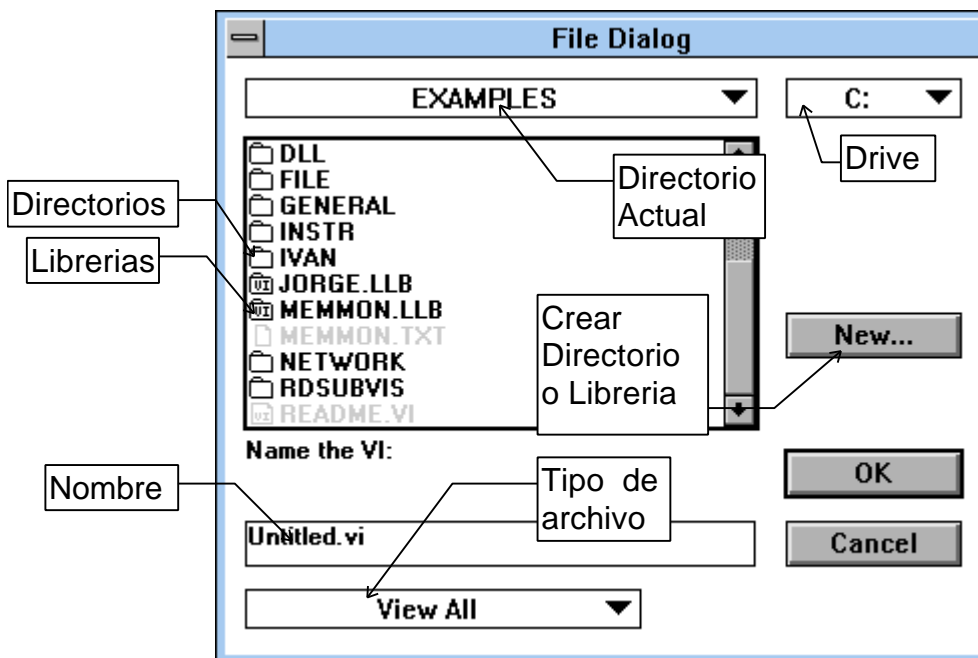 File Dialog
EXAMPLES
C:
DLL
FILE
GENERAL
INSTR
IVAN
JORGE.LLB
MEMMON.LLB
MEMMON.TXT
NETWORK
RDSUBVIS
README.VI
Directorio
Actual
Drive
Directorios
Librerias
Crear
Directorio
o Libreria
New...
Name the VI:
OK
Nombre
Tipo de
archivo
Untitled.vi
Cancel
View All